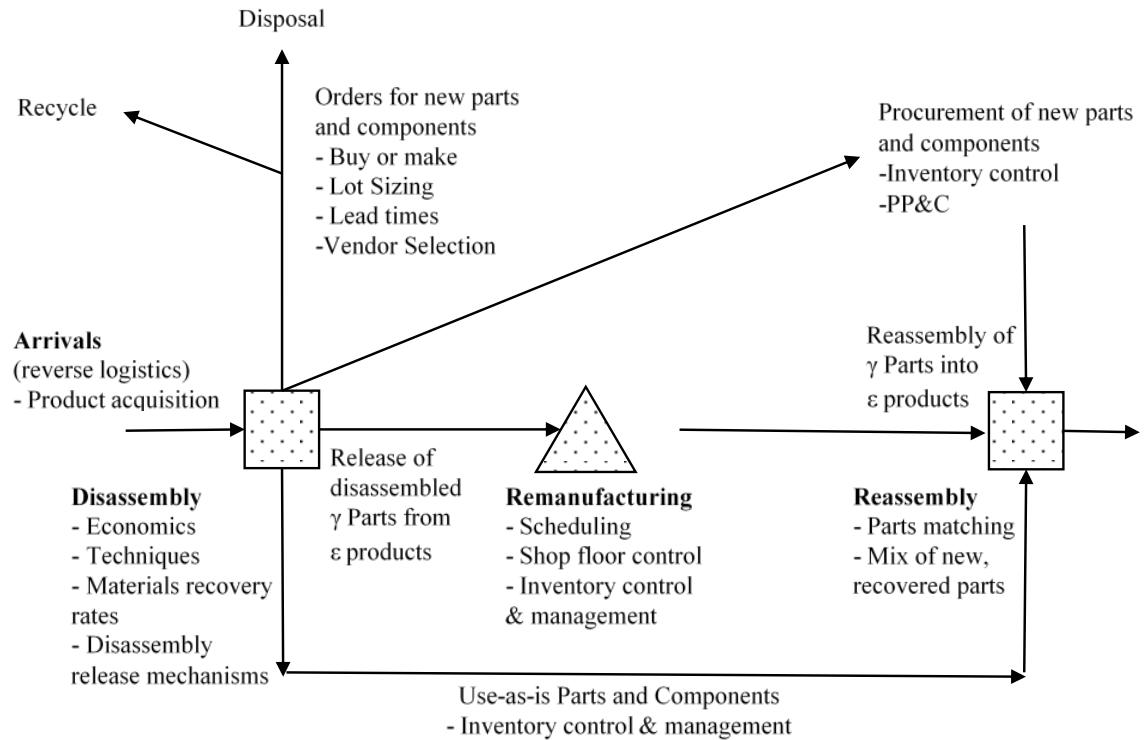 Disposal
Recycle
Orders for new parts
and components
- Buy or make
- Lot Sizing
- Lead times
-Vendor Selection
Procurement of new parts
and components
-Inventory control
-PP&C
Arrivals
(reverse logistics)
- Product acquisition
Reassembly of
γ Parts into
ε products
Disassembly
- Economics
- Techniques
- Materials recovery
rates
- Disassembly
release mechanisms
Release of
disassembled
γ Parts from
ε products
Remanufacturing
- Scheduling
- Shop floor control
- Inventory control
& management
Reassembly
- Parts matching
- Mix of new,
recovered parts
Use-as-is Parts and Components
- Inventory control & management